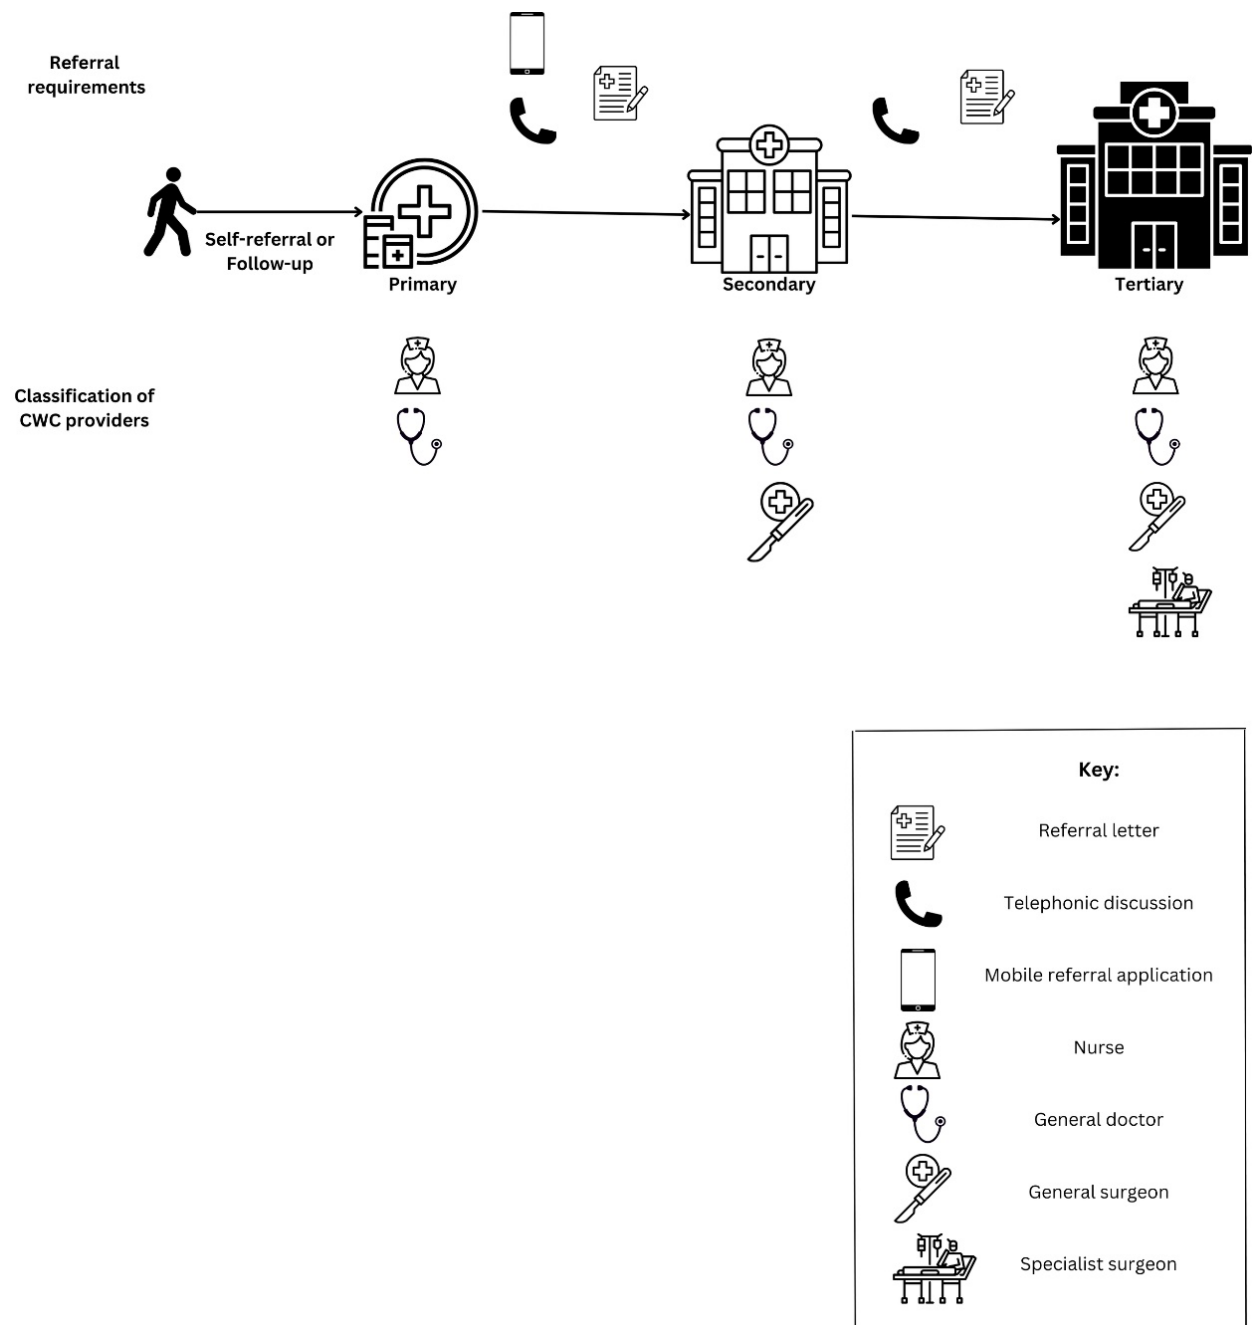 Referral
requirements
Self-referral or
Follow-up
Primary
Secondary
Tertiary
Classification of
CWC providers
Key:
Referral letter
Telephonic discussion
Mobile referral application
Nurse
General doctor
General surgeon
Specialist surgeon